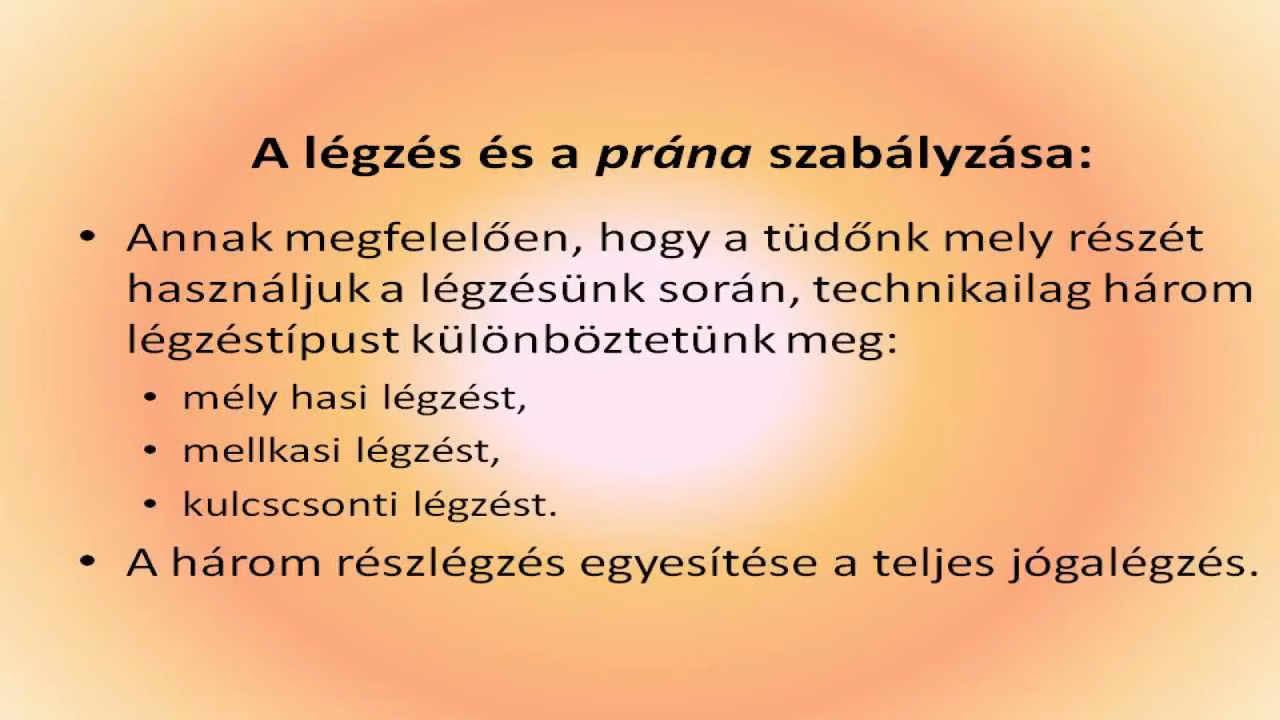 A légzés és a prána szabályzása:
• Annak megfelelően, hogy a tüdőnk mely részét
használjuk a légzésünk során, technikailag három
légzéstípust különböztetünk meg:
• mély hasi légzést,
• mellkasi légzést,
• kulcscsonti légzést.
• A három részlégzés egyesítése a teljes jógalégzés.